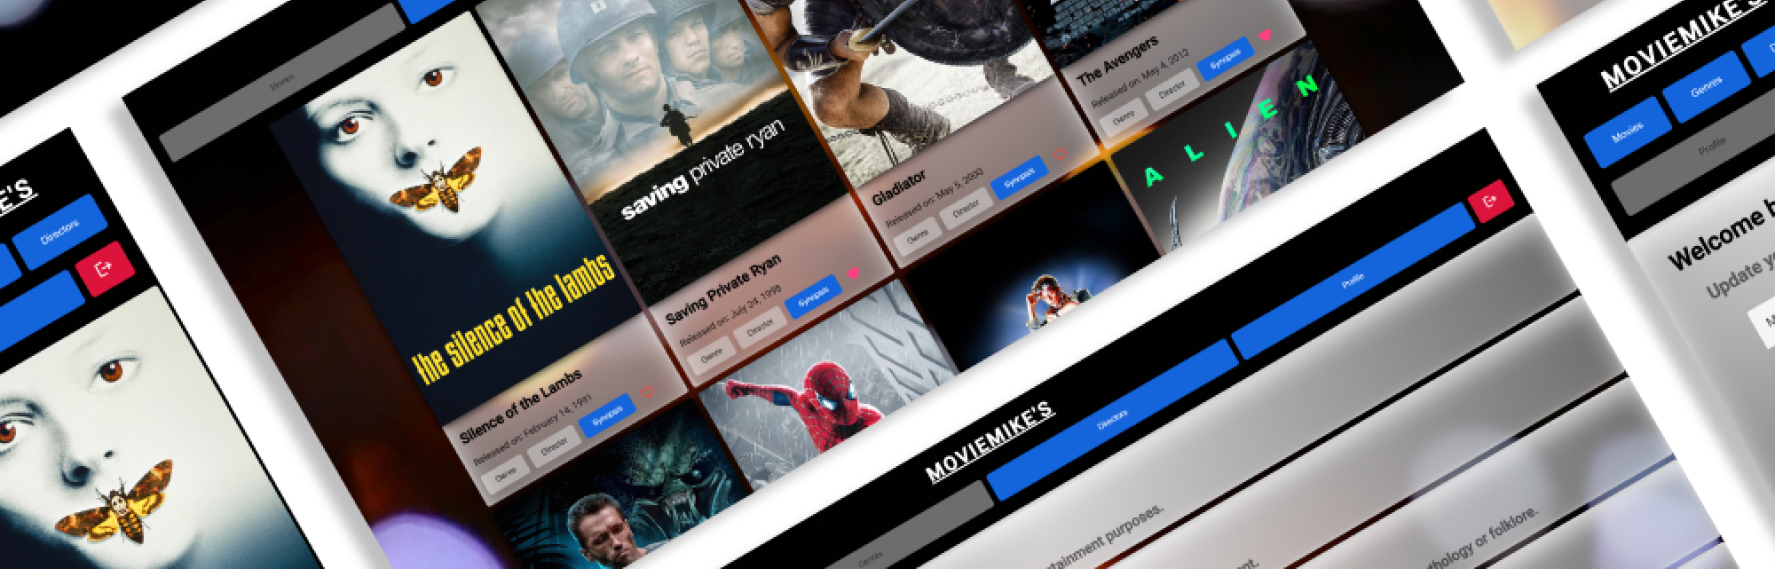 E'S
Directors
Movies
the silence of the lambs
Silence of the Lambs
Released on: February 14, 1991
Genre
Director
Synopsis
saving private ryan
Saving Private Ryan
Released on: July 24, 1998
Genre
Director
Synopsis
Gladiator
Released on: May 5, 2000
Genre
Director
Synopsis
The Avengers
Released on: May 4, 2012
Genre
Director
Synopsis
ALIEN
MOVIEMIKE'S
Genres
Directors
Profile
tainment purposes.
nt.
thology or folklore.
MOVIEMIKE'S
Movies
Genres
D
Profile
Welcome b
Update yo
M